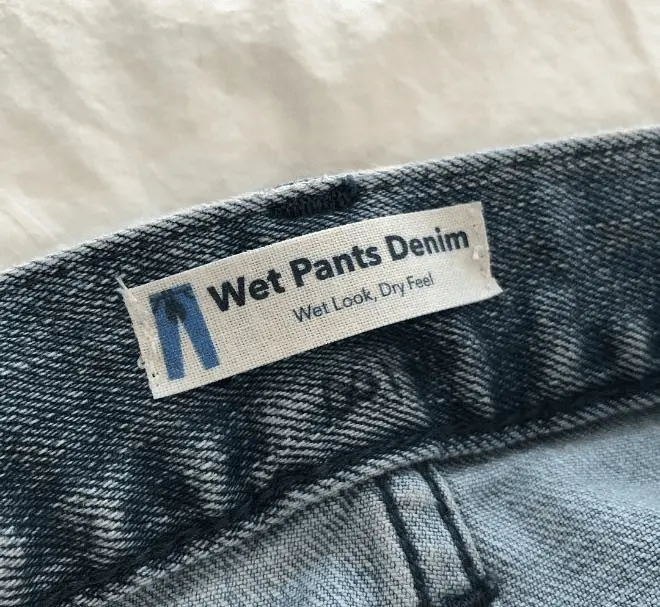 Wet Pants Denim
Wet Look, Dry Feel